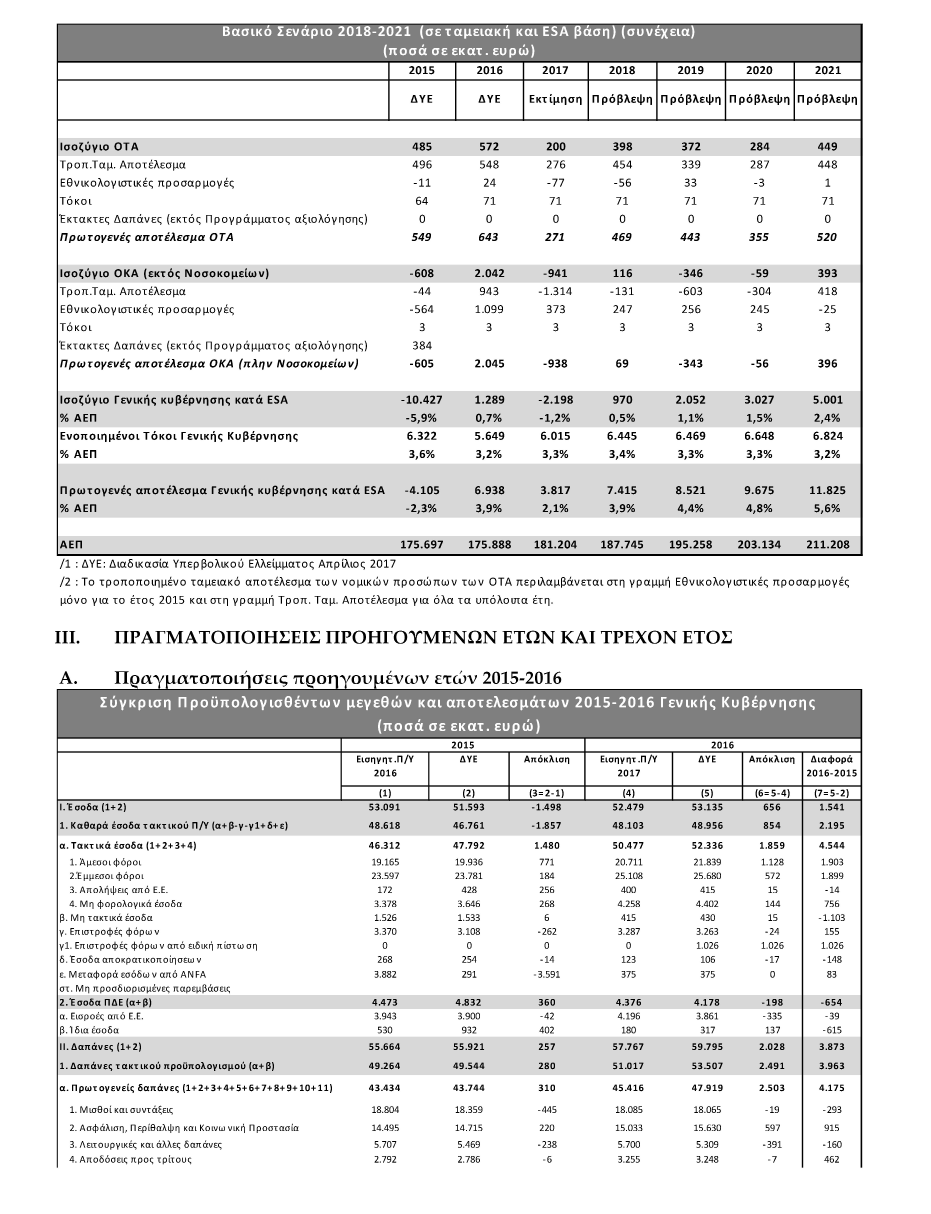 Βασικό Σενάριο 2018-2021 (σε ταμειακή και ESA βάση) (συνέχεια)
(ποσά σε εκατ. ευρώ)
2015 2016 2017 2018 2019 2020 2021
ΔΥΕ ΔΥΕ Εκτίμηση Πρόβλεψη Πρόβλεψη Πρόβλεψη Πρόβλεψη
Ισοζύγιο ΟΤΑ 485 572 200 398 372 284 449
Τροπ.Ταμ. Αποτέλεσμα 496 548 276 454 339 287 448
Εθνικολογιστικές προσαρμογές -11 24 -77 -56 33 -3 1
Τόκοι 64 71 71 71 71 71 71
Έκτακτες Δαπάνες (εκτός Προγράμματος αξιολόγησης) 0 0 0 0 0 0 0
Πρωτογενές αποτέλεσμα ΟΤΑ 549 643 271 469 443 355 520
Ισοζύγιο ΟΚΑ (εκτός Νοσοκομείων) -608 2.042 -941 116 -346 -59 393
Τροπ.Ταμ. Αποτέλεσμα -44 943 -1.314 -131 -603 -304 418
Εθνικολογιστικές προσαρμογές -564 1.099 373 247 256 245 -25
Τόκοι 3 3 3 3 3 3 3
Έκτακτες Δαπάνες (εκτός Προγράμματος αξιολόγησης) 384
Πρωτογενές αποτέλεσμα ΟΚΑ (πλην Νοσοκομείων) -605 2.045 -938 69 -343 -56 396
Ισοζύγιο Γενικής κυβέρνησης κατά ESA -10.427 1.289 -2.198 970 2.052 3.027 5.001
% ΑΕΠ -5,9% 0,7% -1,2% 0,5% 1,1% 1,5% 2,4%
Ενοποιημένοι Τόκοι Γενικής Κυβέρνησης 6.322 5.649 6.015 6.445 6.469 6.648 6.824
% ΑΕΠ 3,6% 3,2% 3,3% 3,4% 3,3% 3,3% 3,2%
Πρωτογενές αποτέλεσμα Γενικής κυβέρνησης κατά ESA -4.105 6.938 3.817 7.415 8.521 9.675 11.825
% ΑΕΠ -2,3% 3,9% 2,1% 3,9% 4,4% 4,8% 5,6%
ΑΕΠ 175.697 175.888 181.204 187.745 195.258 203.134 211.208
/1 : ΔΥΕ: Διαδικασία Υπερβολικού Ελλείμματος Απρίλιος 2017
/2 : Το τροποποιημένο ταμειακό αποτέλεσμα των νομικών προσώπων των ΟΤΑ περιλαμβάνεται στη γραμμή Εθνικολογιστικές προσαρμογές
μόνο για το έτος 2015 και στη γραμμή Τροπ. Ταμ. Αποτέλεσμα για όλα τα υπόλοιπα έτη.
III. ΠΡΑΓΜΑΤΟΠΟΙΗΣΕΙΣ ΠΡΟΗΓΟΥΜΕΝΩΝ ΕΤΩΝ ΚΑΙ ΤΡΕΧΟΝ ΕΤΟΣ
Α. Πραγματοποιήσεις προηγουμένων ετών 2015-2016
Σύγκριση Προϋπολογισθέντων μεγεθών και αποτελεσμάτων 2015-2016 Γενικής Κυβέρνησης
(ποσά σε εκατ. ευρώ)
2015 2016
Εισηγητ.Π/Υ ΔΥΕ Απόκλιση Εισηγητ.Π/Υ ΔΥΕ Απόκλιση Διαφορά
2016 2017 2016-2015
(1) (2) (3=2-1) (4) (5) (6=5-4) (7=5-2)
Ι. Έσοδα (1+2) 53.091 51.593 -1.498 52.479 53.135 656 1.541
1. Καθαρά έσοδα τακτικού Π/Υ (α+β-γ-γ1+δ+ε) 48.618 46.761 -1.857 48.103 48.956 854 2.195
α. Τακτικά έσοδα (1+2+3+4) 46.312 47.792 1.480 50.477 52.336 1.859 4.544
1. Άμεσοι φόροι 19.165 19.936 771 20.711 21.839 1.128 1.903
2.Έμμεσοι φόροι 23.597 23.781 184 25.108 25.680 572 1.899
3. Απολήψεις από Ε.Ε. 172 428 256 400 415 15 -14
4. Μη φορολογικά έσοδα 3.378 3.646 268 4.258 4.402 144 756
β. Μη τακτικά έσοδα 1.526 1.533 6 415 430 15 -1.103
γ. Επιστροφές φόρων 3.370 3.108 -262 3.287 3.263 -24 155
γ1. Επιστροφές φόρων από ειδική πίστωση 0 0 0 0 1.026 1.026 1.026
δ. Έσοδα αποκρατικοποίησεων 268 254 -14 123 106 -17 -148
ε. Μεταφορά εσόδων από ANFA 3.882 291 -3.591 375 375 0 83
στ. Μη προσδιορισμένες παρεμβάσεις
2. Έσοδα ΠΔΕ (α+β) 4.473 4.832 360 4.376 4.178 -198 -654
α. Εισροές από Ε.Ε. 3.943 3.900 -42 4.196 3.861 -335 -39
β. Ίδια έσοδα 530 932 402 180 317 137 -615
ΙΙ. Δαπάνες (1+2) 55.664 55.921 257 57.767 59.795 2.028 3.873
1. Δαπάνες τακτικού προϋπολογισμού (α+β) 49.264 49.544 280 51.017 53.507 2.491 3.963
α. Πρωτογενείς δαπάνες (1+2+3+4+5+6+7+8+9+10+11) 43.434 43.744 310 45.416 47.919 2.503 4.175
1. Μισθοί και συντάξεις 18.804 18.359 -445 18.085 18.065 -19 -293
2. Ασφάλιση, Περίθαλψη και Κοινωνική Προστασία 14.495 14.715 220 15.033 15.630 597 915
3. Λειτουργικές και άλλες δαπάνες 5.707 5.469 -238 5.700 5.309 -391 -160
4. Αποδόσεις προς τρίτους 2.792 2.786 -6 3.255 3.248 -7 462